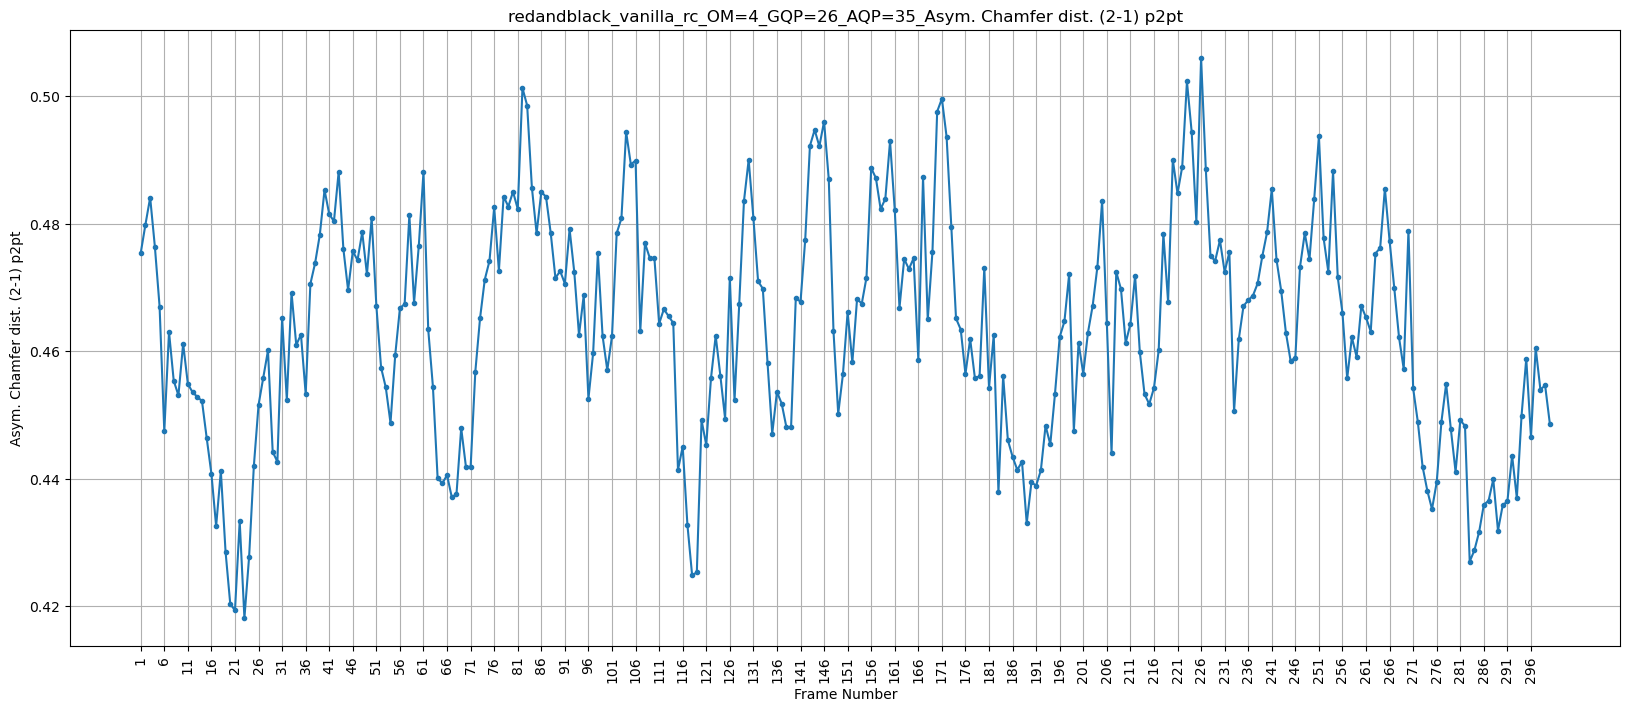 redandblack_vanilla_rc_OM=4_GQP=26_AQP=35_Asym. Chamfer dist. (2-1) p2pt
Asym. Chamfer dist. (2-1) p2pt
0.50
0.48
0.46
0.44
0.42
1 6 11 16 21 26 31 36 41 46 51 56 61 66 71 76 81 86 91 96 101 106 111 116 121 126 131 136 141 146 151 156 161 166 171 176 181 186 191 196 201 206 211 216 221 226 231 236 241 246 251 256 261 266 271 276 281 286 291 296
Frame Number